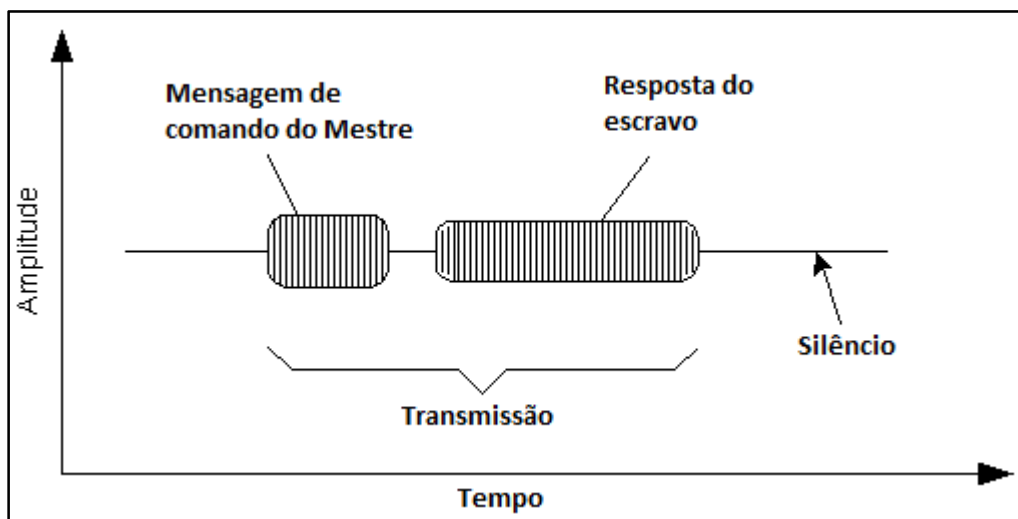 Mensagem de
comando do Mestre
Resposta do
escravo
Amplitude
Silêncio
Transmissão
Tempo